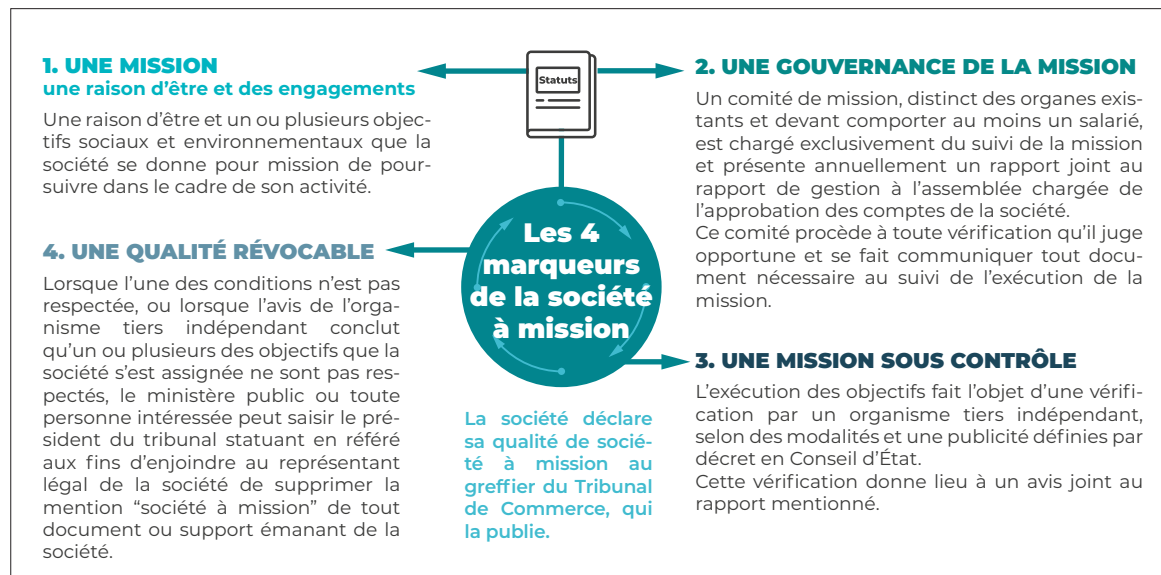 1. UNE MISSION
une raison d’être et des engagements
Une raison d’être et un ou plusieurs objec-
tifs sociaux et environnementaux que la
société se donne pour mission de pour-
suivre dans le cadre de son activité.
Statuts
2. UNE GOUVERNANCE DE LA MISSION
Un comité de mission, distinct des organes exis-
tants et devant comporter au moins un salarié,
est chargé exclusivement du suivi de la mission
et présente annuellement un rapport joint au
rapport de gestion à l’assemblée chargée de
l’approbation des comptes de la société.
Ce comité procède à toute vérification qu’il juge
opportune et se fait communiquer tout docu-
ment nécessaire au suivi de l’exécution de la
mission.
Les 4
marqueurs
de la société
à mission
3. UNE MISSION SOUS CONTRÔLE
L’exécution des objectifs fait l’objet d’une vérifi-
cation par un organisme tiers indépendant,
selon des modalités et une publicité définies par
décret en Conseil d’État.
Cette vérification donne lieu à un avis joint au
rapport mentionné.
4. UNE QUALITÉ RÉVOCABLE
Lorsque l’une des conditions n’est pas
respectée, ou lorsque l’avis de l’orga-
nisme tiers indépendant conclut
qu’un ou plusieurs des objectifs que la
société s’est assignée ne sont pas res-
pectés, le ministère public ou toute
personne intéressée peut saisir le pré-
sident du tribunal statuant en référé
aux fins d’enjoindre au représentant
légal de la société de supprimer la
mention “société à mission” de tout
document ou support émanant de la
société.
La société déclare
sa qualité de socié-
té à mission au
greffier du Tribunal
de Commerce, qui
la publie.